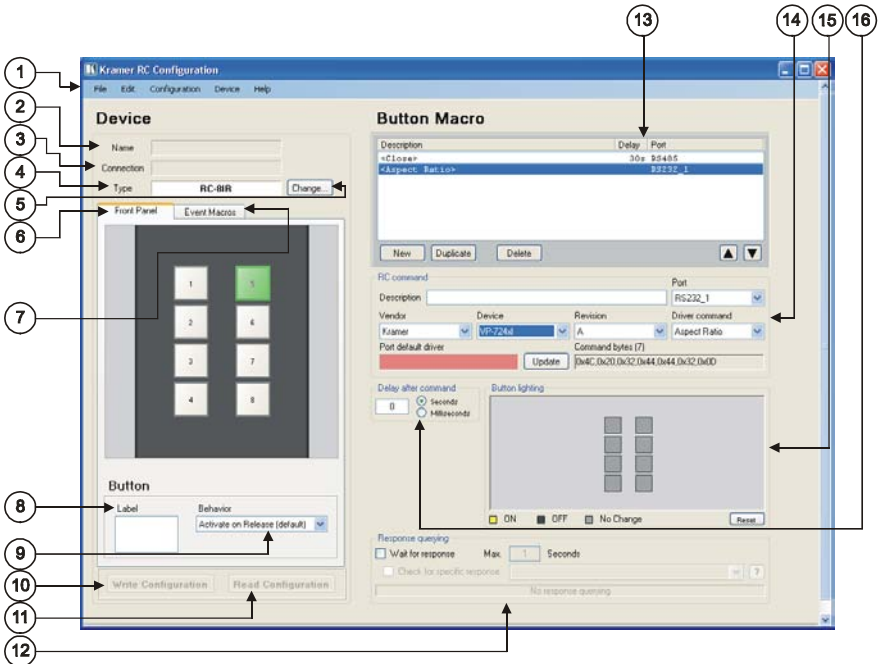 13
14
15
16
1
Kramer RC Configuration
File Edit Configuration Device Help
2
Device
Button Macro
3
Name
Description Delay Port
<Close> 30s RS485
<Aspect Ratio> RS232_1
4
Connection
5
Type RC-8IR Change...
6
Front Panel Event Macros
New Duplicate Delete
7
1 5
2 6
3 7
4 8
RC command
Port
Description RS232_1
Vendor Device Revision Driver command
Kramer VP-724xl A Aspect Ratio
Port default driver Command bytes (7)
Update 0x4C,0x20,0x32,0x44,0x44,0x32,0x0D
Delay after command Button lighting
0 Seconds
Milliseconds
ON OFF No Change Reset
Button
8
Label Behavior
Activate on Release (default)
9
Response querying
Wait for response Max. 1 Seconds
Check for specific response ?
No response querying
10
Write Configuration Read Configuration
11
12